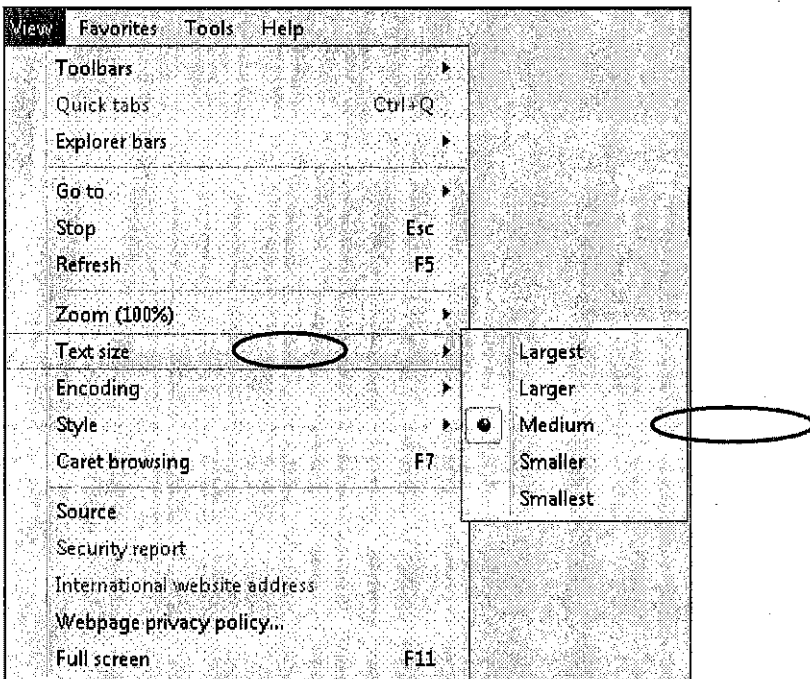 View Favorites Tools Help
Toolbars
Quick tabs Ctrl+Q
Explorer bars
Go to
Stop Esc
Refresh F5
Zoom (100%)
Text size
Encoding
Style
Caret browsing F7
Source
Security report
International website address
Webpage privacy policy...
Full screen F11
Largest
Larger
Medium
Smaller
Smallest